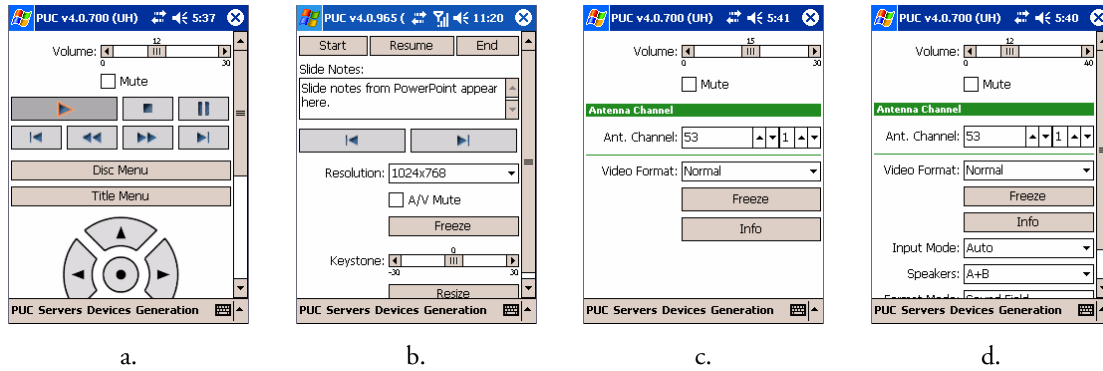 PUC v4.0.700 (UH) 5:37
12
Volume:
0 30
Mute
Disc Menu
Title Menu
PUC Servers Devices Generation
a.
PUC v4.0.965 ( 11:20
Start Resume End
Slide Notes:
Slide notes from PowerPoint appear
here.
Resolution: 1024x768
A/V Mute
Freeze
0
Keystone:
-30 30
Resize
PUC Servers Devices Generation
b.
PUC v4.0.700 (UH) 5:41
15
Volume:
0 30
Mute
Antenna Channel
Ant. Channel: 53 1
Video Format: Normal
Freeze
Info
PUC Servers Devices Generation
c.
PUC v4.0.700 (UH) 5:40
12
Volume:
0 40
Mute
Antenna Channel
Ant. Channel: 53 1
Video Format: Normal
Freeze
Info
Input Mode: Auto
Speakers: A+B
Format Mode: Sound Field
PUC Servers Devices Generation
d.